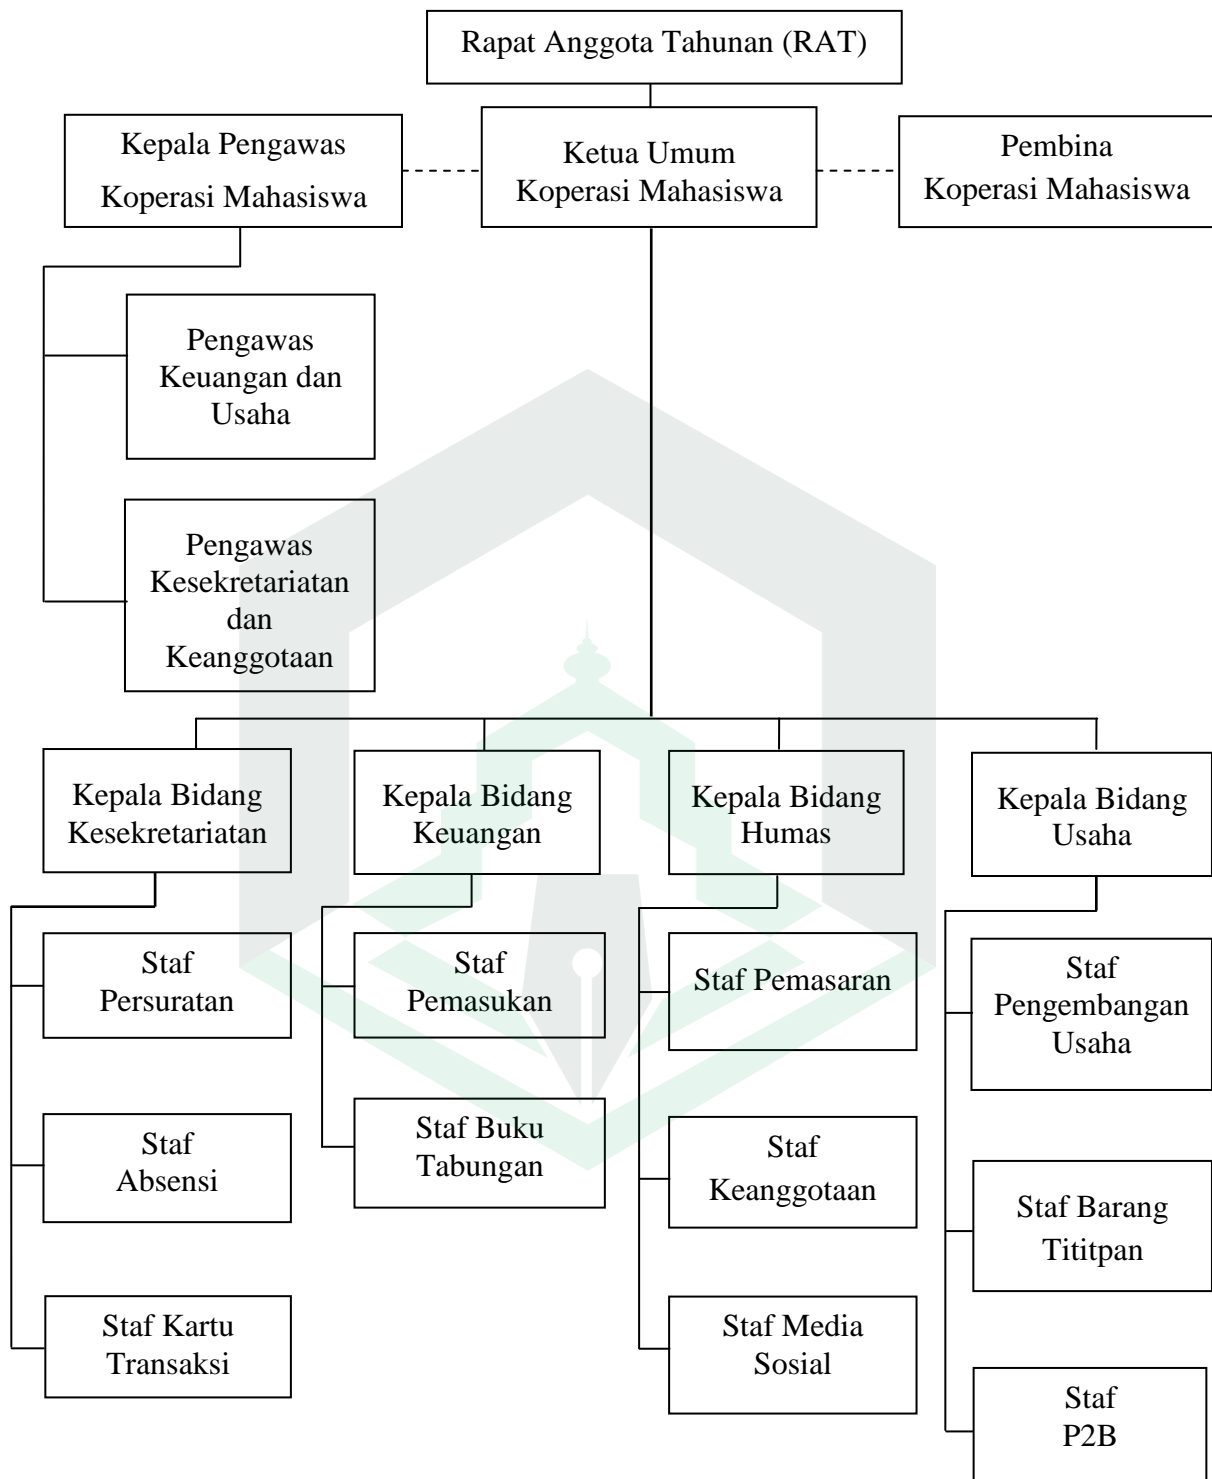 Rapat Anggota Tahunan (RAT)
Kepala Pengawas
Koperasi Mahasiswa
Ketua Umum
Koperasi Mahasiswa
Pembina
Koperasi Mahasiswa
Pengawas
Keuangan dan
Usaha
Pengawas
Kesekretariatan
dan
Keanggotaan
Kepala Bidang
Kesekretariatan
Kepala Bidang
Keuangan
Kepala Bidang
Humas
Kepala Bidang
Usaha
Staf
Persuratan
Staf
Pemasukan
Staf Pemasaran
Staf
Pengembangan
Usaha
Staf
Absensi
Staf Buku
Tabungan
Staf
Keanggotaan
Staf Barang
Tititpan
Staf Kartu
Transaksi
Staf Media
Sosial
Staf
P2B